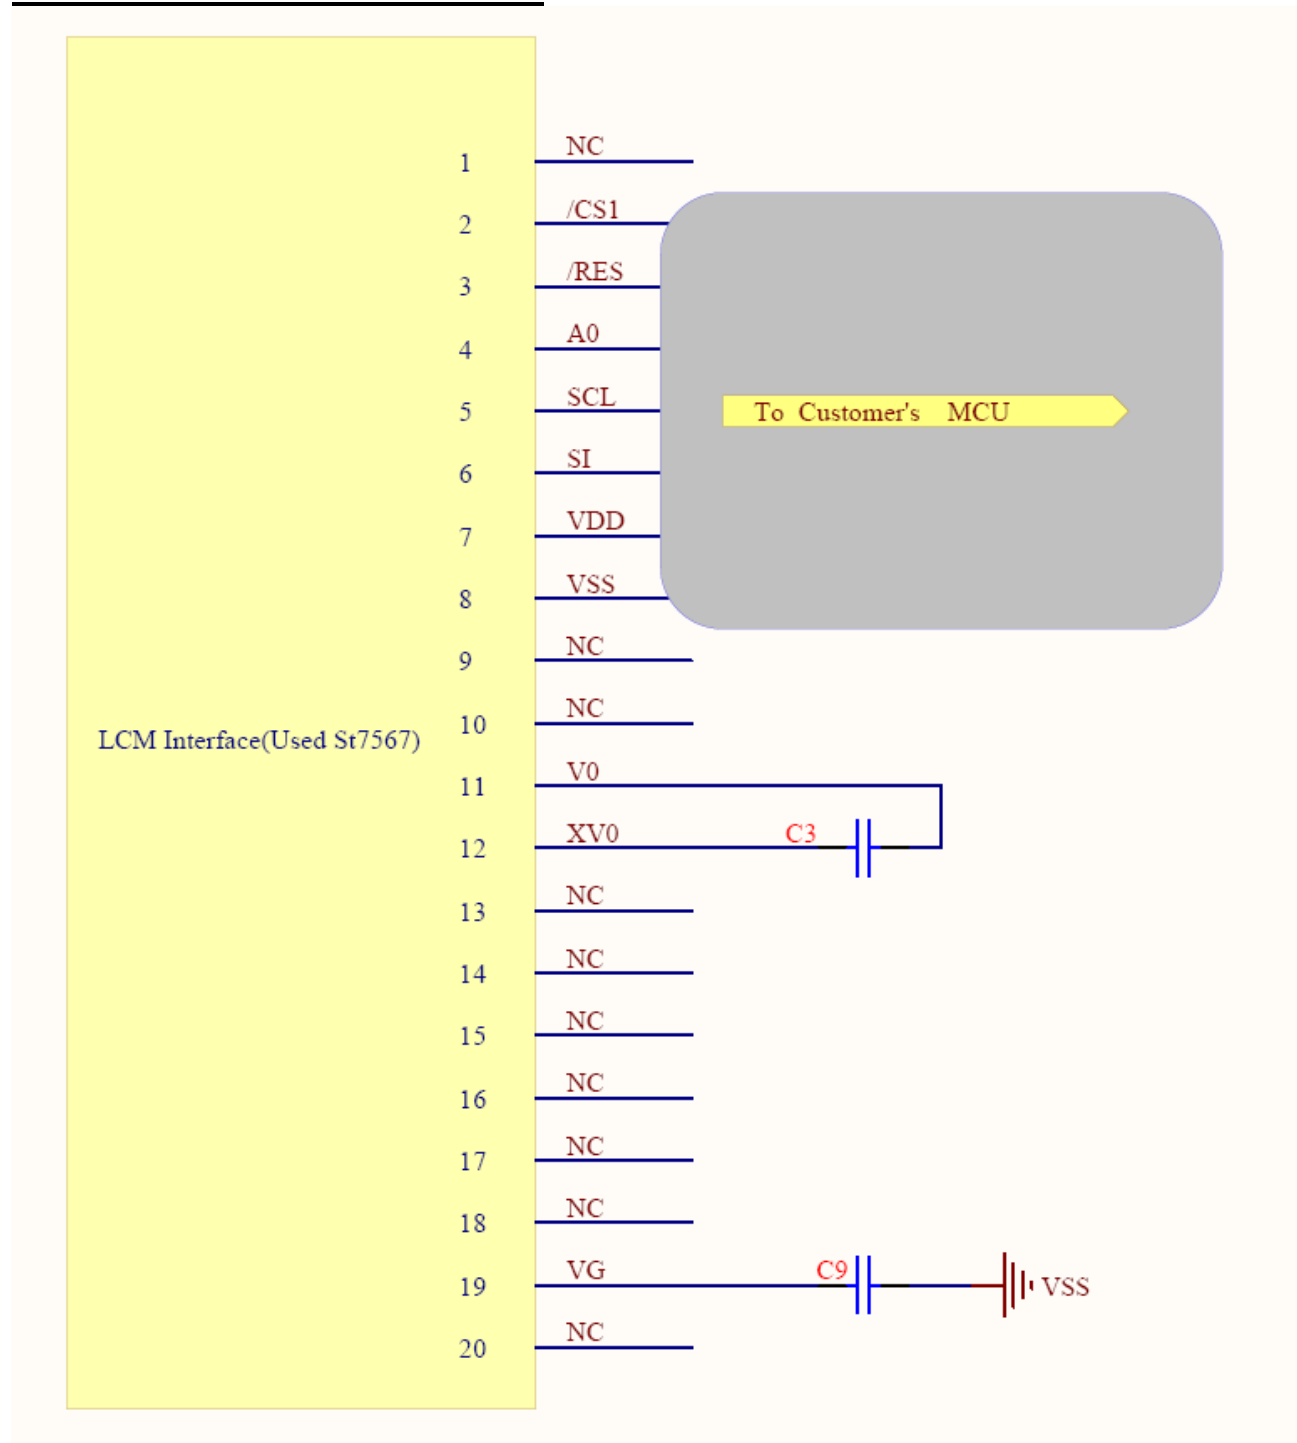 1 NC
2 /CS1
3 /RES
4 A0
5 SCL
To Customer's MCU
6 SI
7 VDD
8 VSS
9 NC
10 NC
LCM Interface(Used St7567)
11 V0
12 XV0 C3
13 NC
14 NC
15 NC
16 NC
17 NC
18 NC
19 VG C9 VSS
20 NC